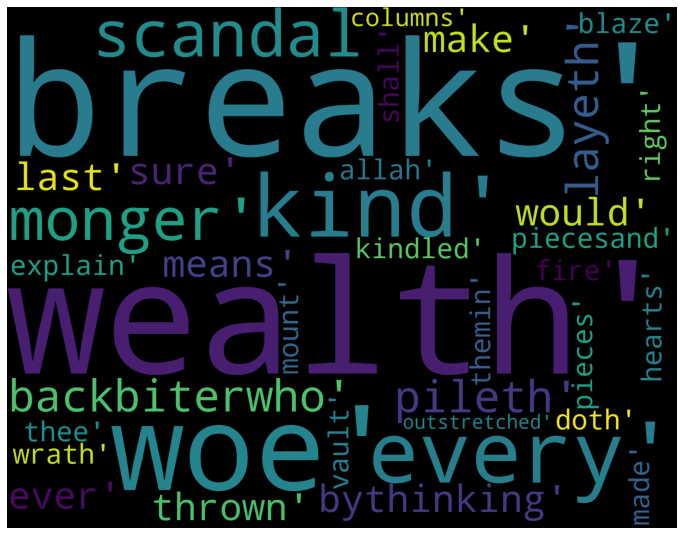 columns'
scandal'
make'
blaze'
breaks'
shall'
layeth'
right'
last'
sure'
allah'
kind'
monger'
would'
kindled'
piecesand'
explain'
means'
fire'
wealth'
mount'
themin'
pieces'
hearts'
backbiterwho'
pileth'
outstretched'
doth'
thee'
woe'
vault'
every'
wrath'
made'
ever'
thrown'
bythinking'